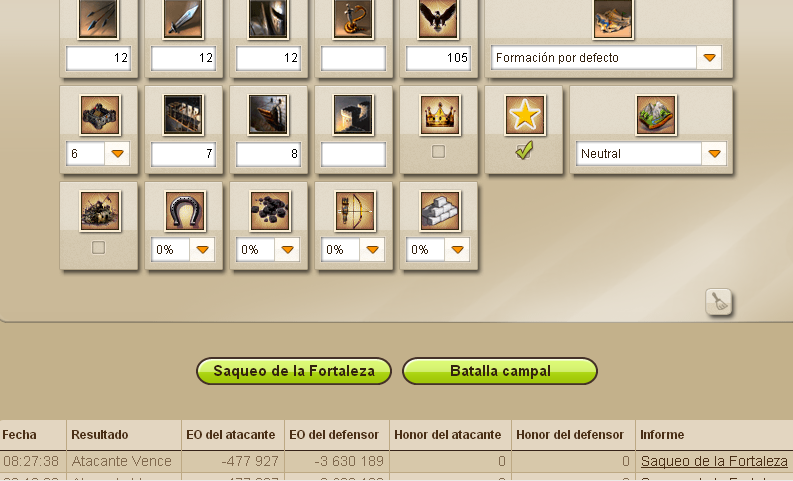 12 12 12 105 Formación por defecto
6 7 8 Neutral
0% 0% 0% 0%
Saqueo de la Fortaleza Batalla campal
Fecha Resultado EO del atacante EO del defensor Honor del atacante Honor del defensor Informe
08:27:38 Atacante Vence -477 927 -3 630 189 0 0 Saqueo de la Fortaleza